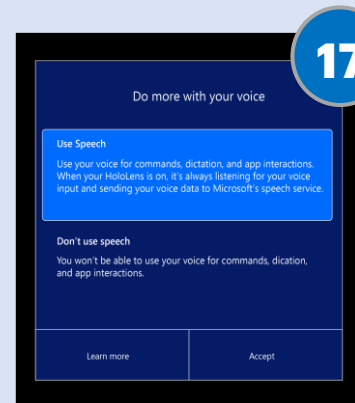 17
Do more with your voice
Use Speech
Use your voice for commands, dictation, and app interactions.
When your HoloLens is on, it's always listening for your voice
input and sending your voice data to Microsoft's speech service.
Don't use speech
You won't be able to use your voice for commands, dication,
and app interactions.
Learn more
Accept